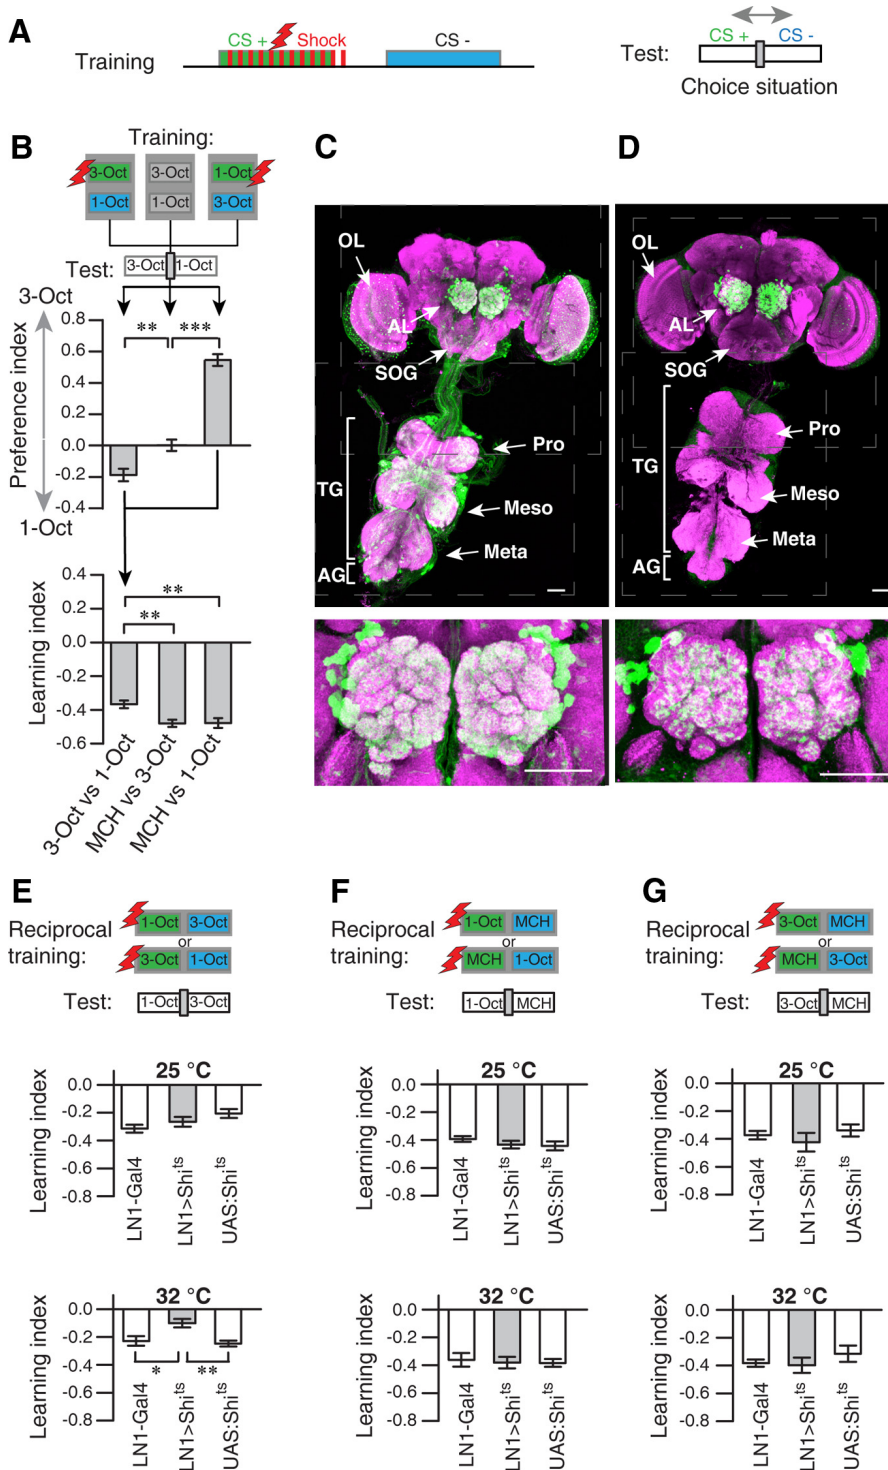 A
CS +
Shock
CS -
Training
Test:
CS +
CS -
Choice situation
B
Training:
3-Oct
3-Oct
1-Oct
1-Oct
1-Oct
3-Oct
Test:
3-Oct
1-Oct
3-Oct
Preference index
1-Oct
0.8
0.6
0.4
0.2
0.0
-0.2
-0.4
**
***
Learning index
0.4
0.2
0.0
-0.2
-0.4
-0.6
**
**
3-Oct vs 1-Oct
MCH vs 3-Oct
MCH vs 1-Oct
C
OL
AL
SOG
Pro
TG
Meso
Meta
AG
D
OL
AL
SOG
Pro
TG
Meso
Meta
AG
E
Reciprocal
training:
1-Oct
3-Oct
or
3-Oct
1-Oct
Test:
1-Oct
3-Oct
25 °C
Learning index
0.0
-0.2
-0.4
-0.6
-0.8
LN1-Gal4
LN1>Shi^ts
UAS:Shi^ts
32 °C
Learning index
0.0
-0.2
-0.4
-0.6
-0.8
*
**
LN1-Gal4
LN1>Shi^ts
UAS:Shi^ts
F
Reciprocal
training:
1-Oct
MCH
or
MCH
1-Oct
Test:
1-Oct
MCH
25 °C
Learning index
0.0
-0.2
-0.4
-0.6
-0.8
LN1-Gal4
LN1>Shi^ts
UAS:Shi^ts
32 °C
Learning index
0.0
-0.2
-0.4
-0.6
-0.8
LN1-Gal4
LN1>Shi^ts
UAS:Shi^ts
G
Reciprocal
training:
3-Oct
MCH
or
MCH
3-Oct
Test:
3-Oct
MCH
25 °C
Learning index
0.0
-0.2
-0.4
-0.6
-0.8
LN1-Gal4
LN1>Shi^ts
UAS:Shi^ts
32 °C
Learning index
0.0
-0.2
-0.4
-0.6
-0.8
LN1-Gal4
LN1>Shi^ts
UAS:Shi^ts